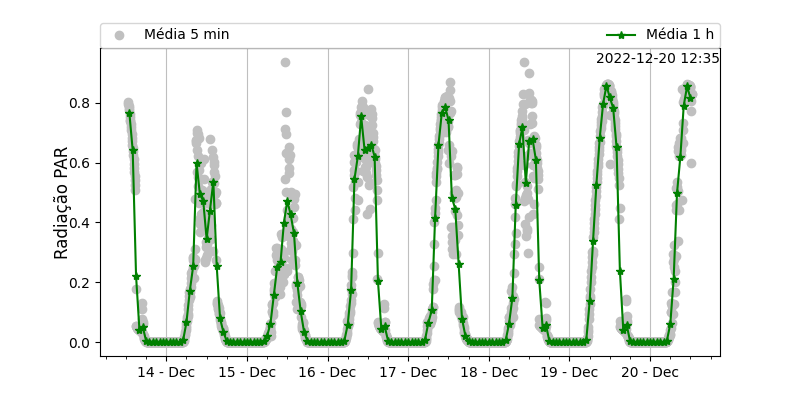 Média 5 min
Média 1 h
2022-12-20 12:35
Radiação PAR
0.8
0.6
0.4
0.2
0.0
14 - Dec
15 - Dec
16 - Dec
17 - Dec
18 - Dec
19 - Dec
20 - Dec